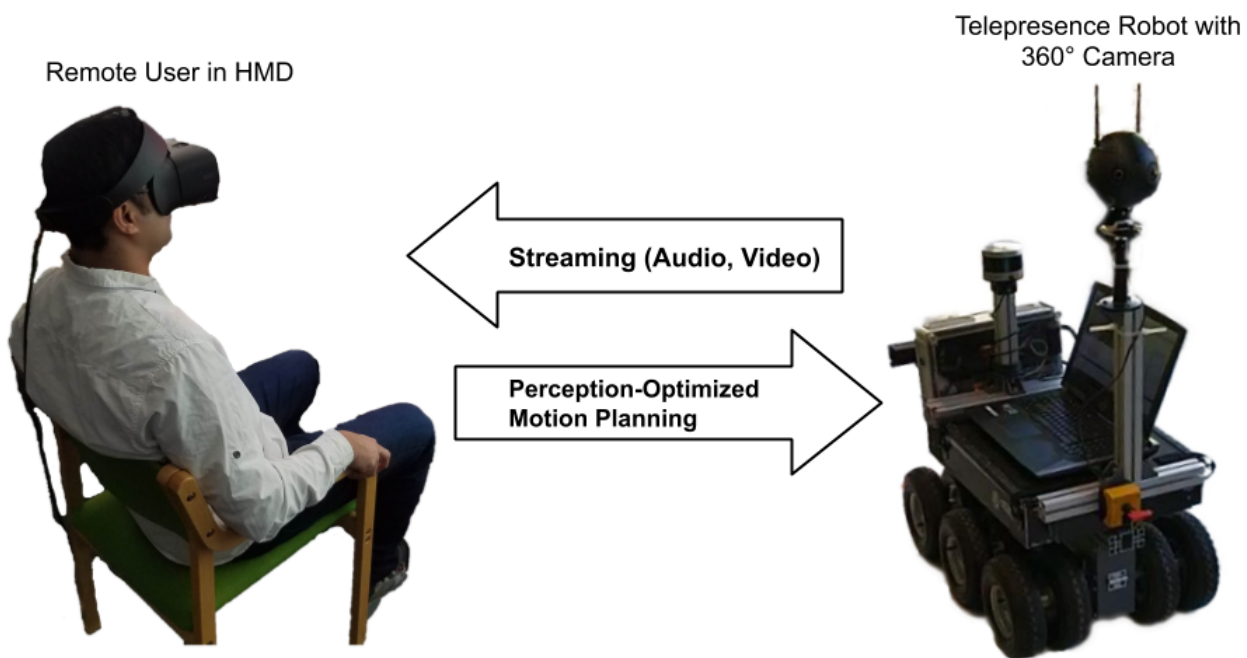 Telepresence Robot with
360° Camera
Remote User in HMD
Streaming (Audio, Video)
Perception-Optimized
Motion Planning